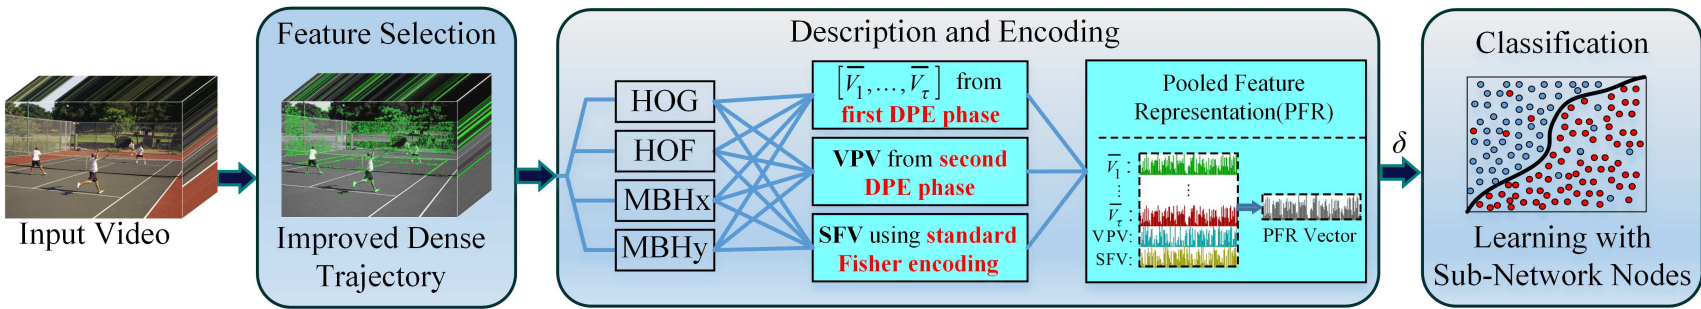 Input Video
Feature Selection
Improved Dense
Trajectory
Description and Encoding
HOG
HOF
MBHx
MBHy
[V̅₁,…,V̅τ] from
first DPE phase
VPV from second
DPE phase
SFV using standard
Fisher encoding
Pooled Feature
Representation(PFR)
V̅₁:
⋮ ⋮
V̅τ:
VPV:
SFV:
PFR Vector
δ
Classification
Learning with
Sub-Network Nodes